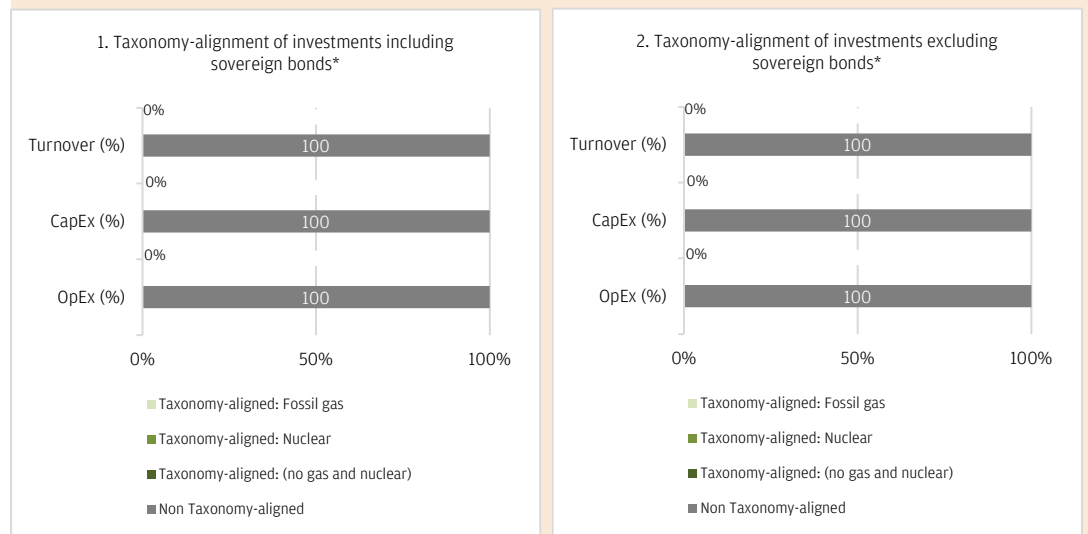 1. Taxonomy-alignment of investments including
sovereign bonds*
0%
Turnover (%)
100
0%
CapEx (%)
100
0%
OpEx (%)
100
0%
50%
100%
Taxonomy-aligned: Fossil gas
Taxonomy-aligned: Nuclear
Taxonomy-aligned: (no gas and nuclear)
Non Taxonomy-aligned
2. Taxonomy-alignment of investments excluding
sovereign bonds*
0%
Turnover (%)
100
0%
CapEx (%)
100
0%
OpEx (%)
100
0%
50%
100%
Taxonomy-aligned: Fossil gas
Taxonomy-aligned: Nuclear
Taxonomy-aligned: (no gas and nuclear)
Non Taxonomy-aligned